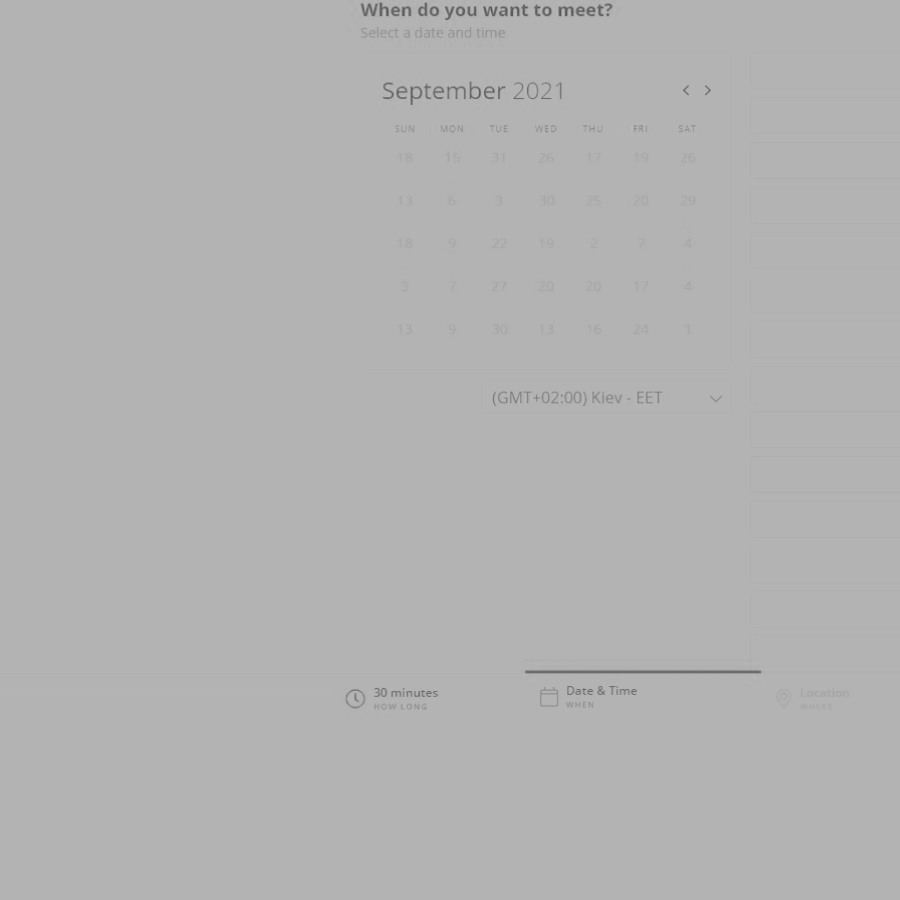 When do you want to meet?
Select a date and time
September 2021
SUN MON TUE WED THU FRI SAT
18 15 31 26 17 19 26
13 6 3 30 25 20 29
18 9 22 19 2 7 4
27 20 20 17 4
13 9 30 13 16 24 1
(GMT+02:00) Kiev - EET
30 minutes
HOW LONG
Date & Time
WHEN
Location
WHERE